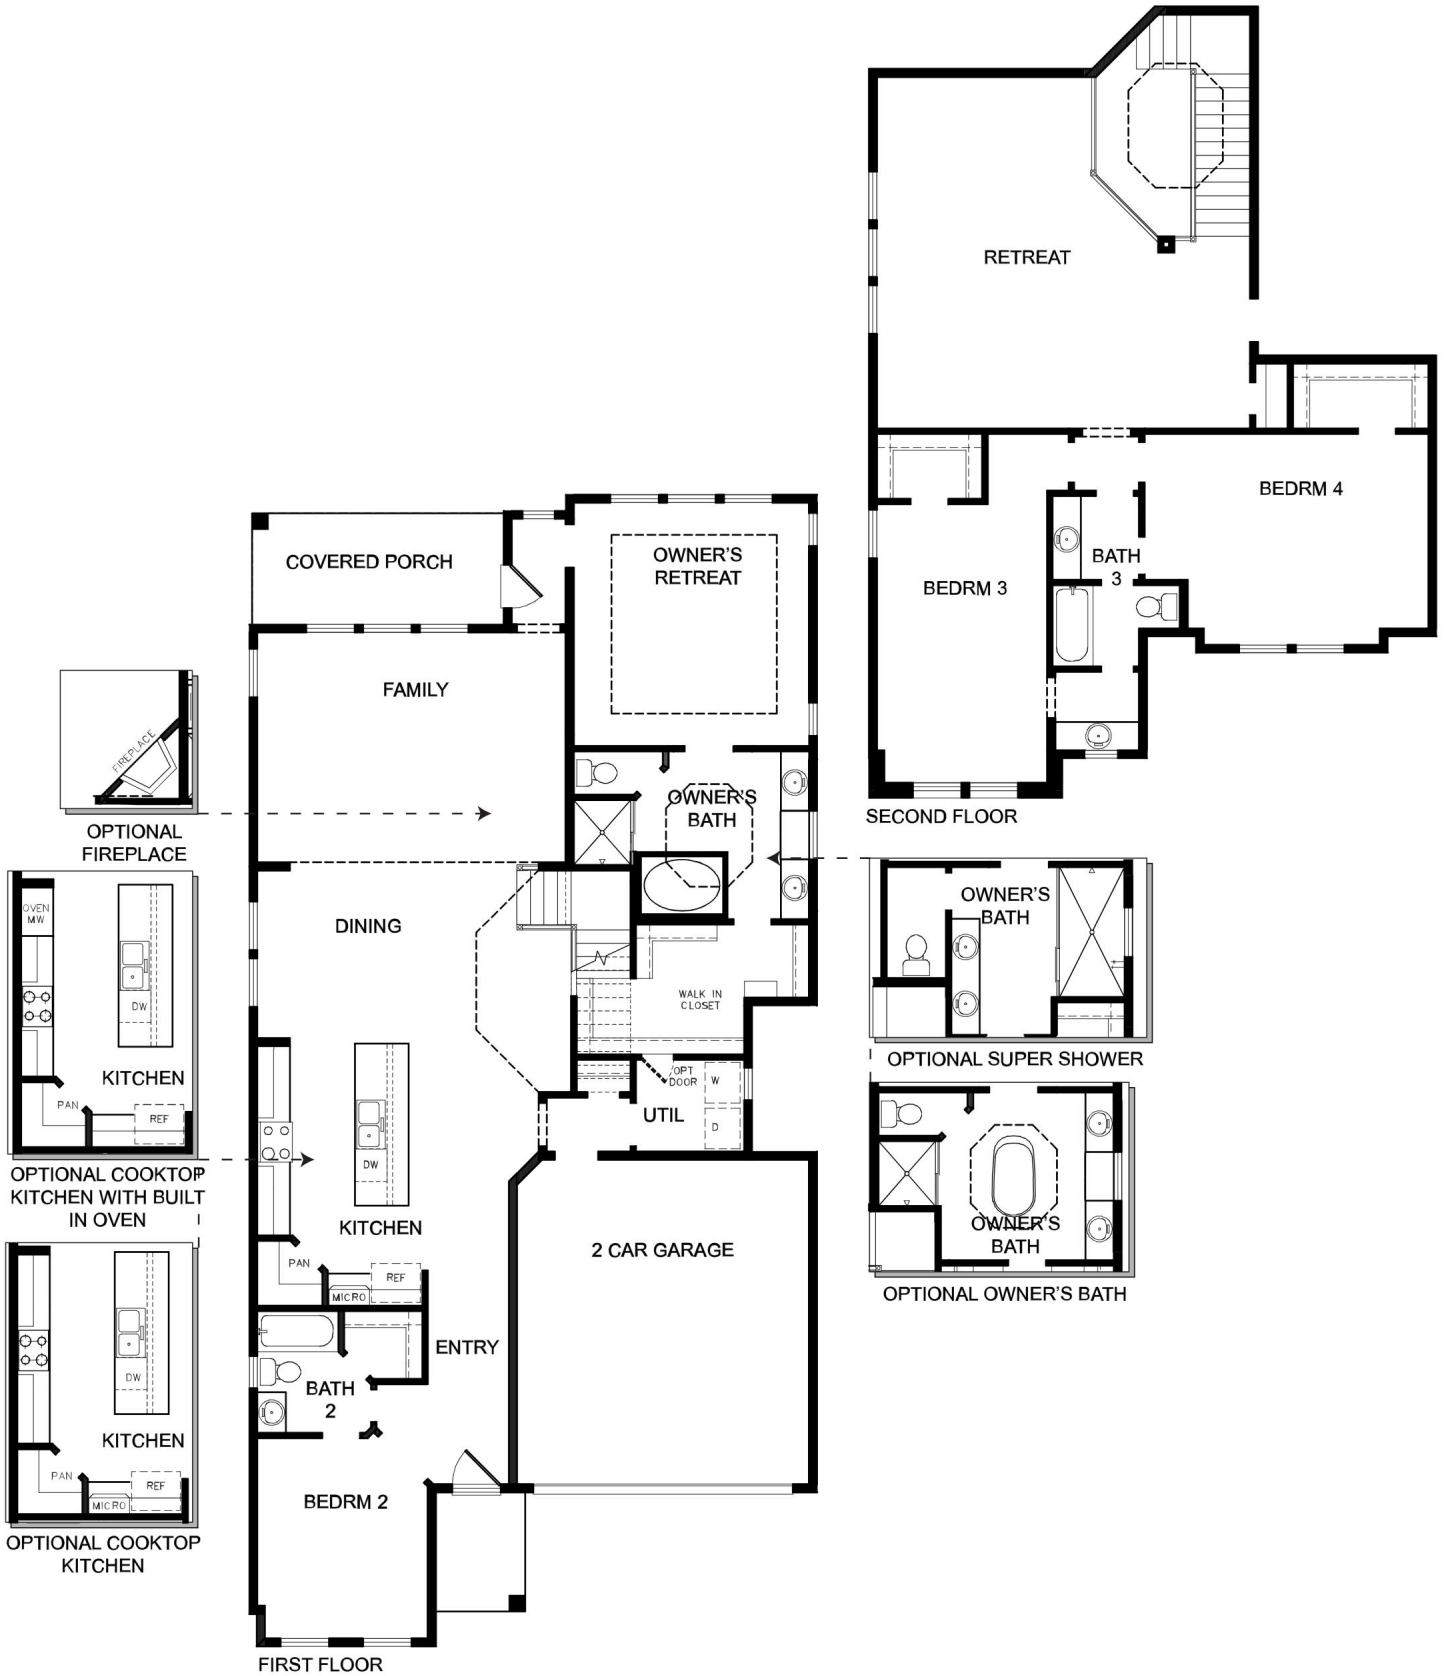 RETREAT
BEDRM 4
BEDRM 3
BATH
3
SECOND FLOOR
COVERED PORCH
OWNER'S
RETREAT
FAMILY
OWNER'S
BATH
DINING
WALK IN
CLOSET
OPT
DOOR
W
D
UTIL
DW
KITCHEN
PAN
REF
MICRO
2 CAR GARAGE
ENTRY
BATH
2
BEDRM 2
FIRST FLOOR
FIREPLACE
OPTIONAL
FIREPLACE
OVEN
MW
DW
KITCHEN
PAN
REF
OPTIONAL COOKTOP
KITCHEN WITH BUILT
IN OVEN
DW
KITCHEN
PAN
REF
MICRO
OPTIONAL COOKTOP
KITCHEN
OWNER'S
BATH
OPTIONAL SUPER SHOWER
OWNER'S
BATH
OPTIONAL OWNER'S BATH